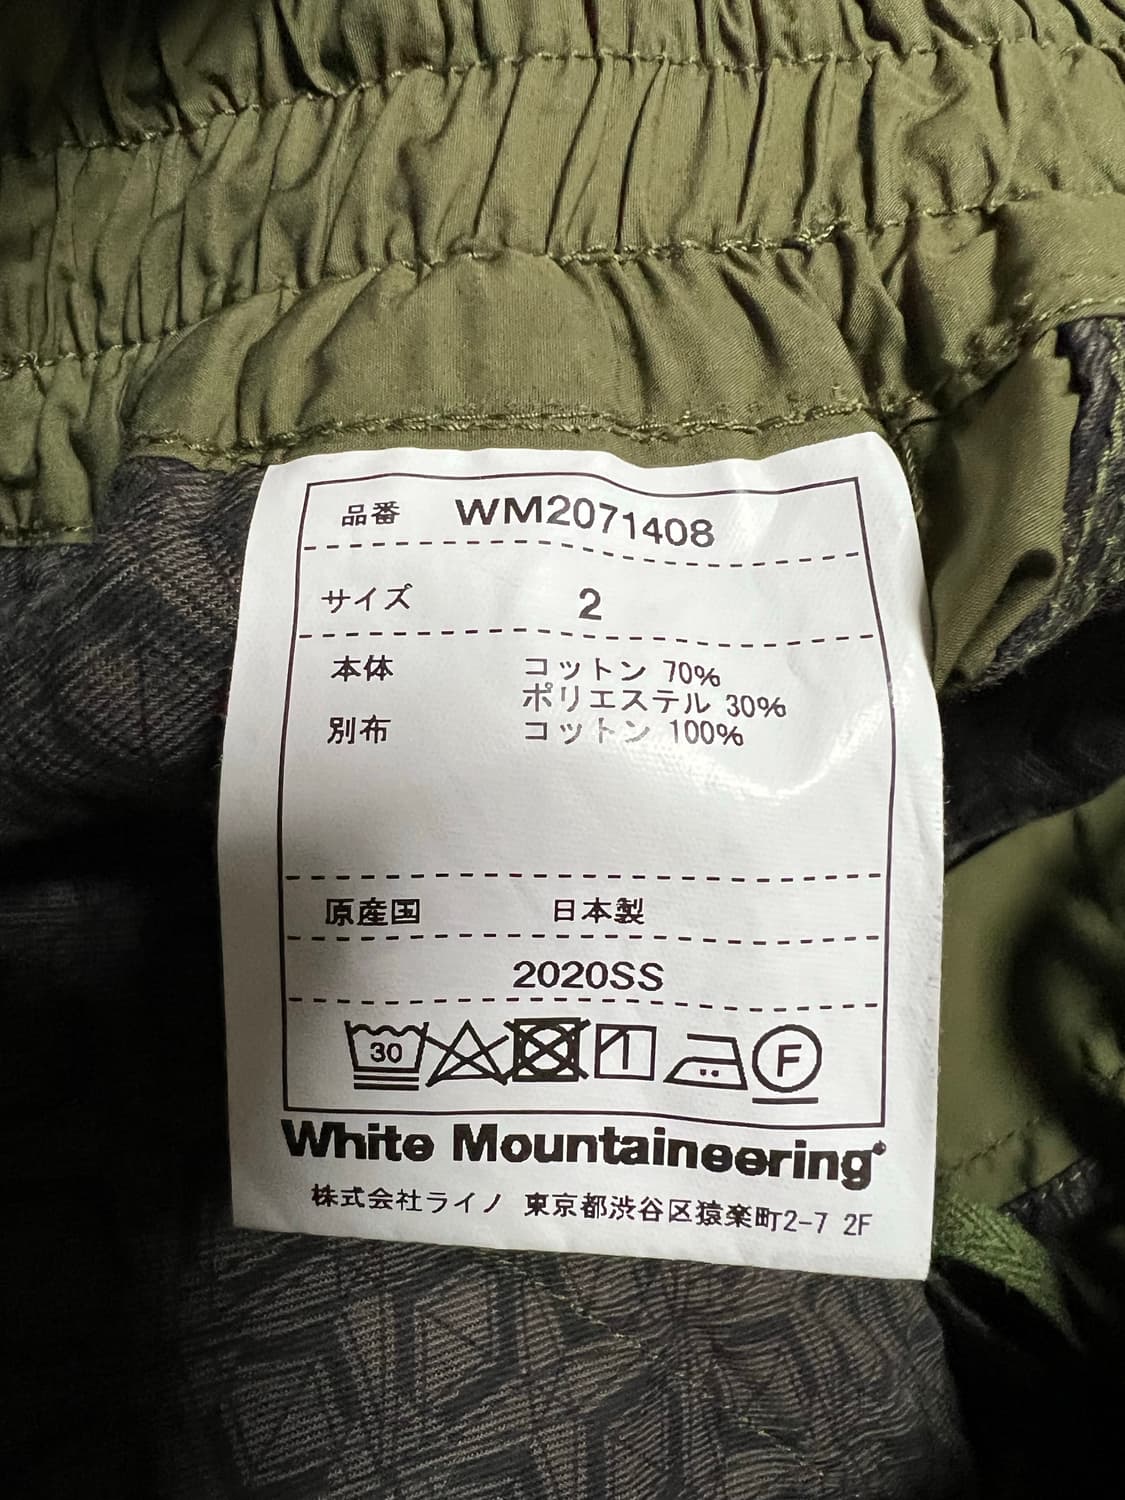 品番 WM2071408
サイズ 2
本体 コットン 70%
ポリエステル 30%
別布 コットン 100%
原産国 日本製
2020SS
30 F
White Mountaineering®
株式会社ライノ 東京都渋谷区猿楽町2-7 2F